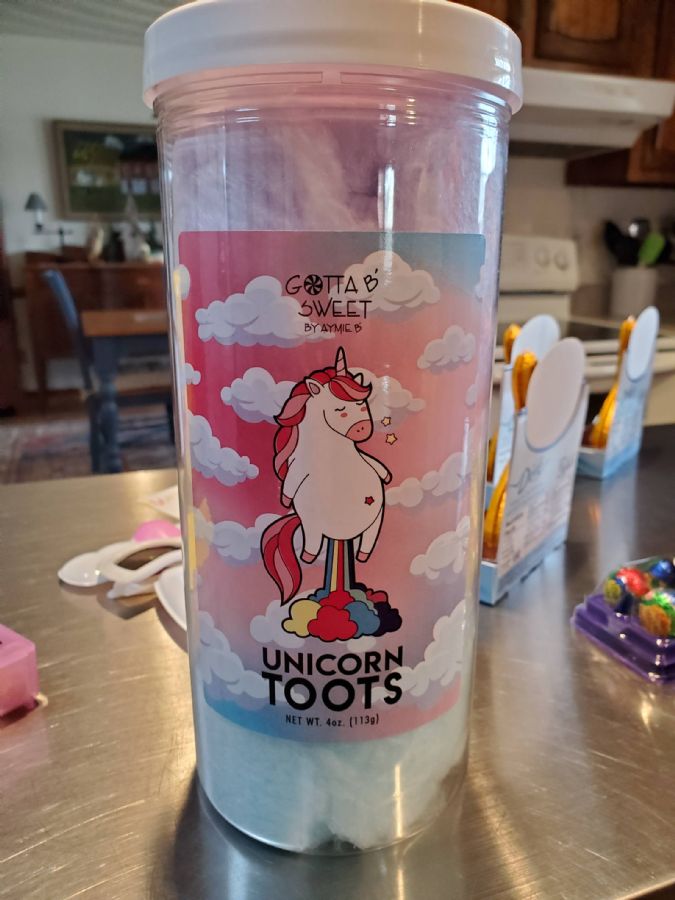 GOTTA B'
SWEET
BY AYMIE B'
UNICORN
TOOTS
NET WT. 4oz. (113g)